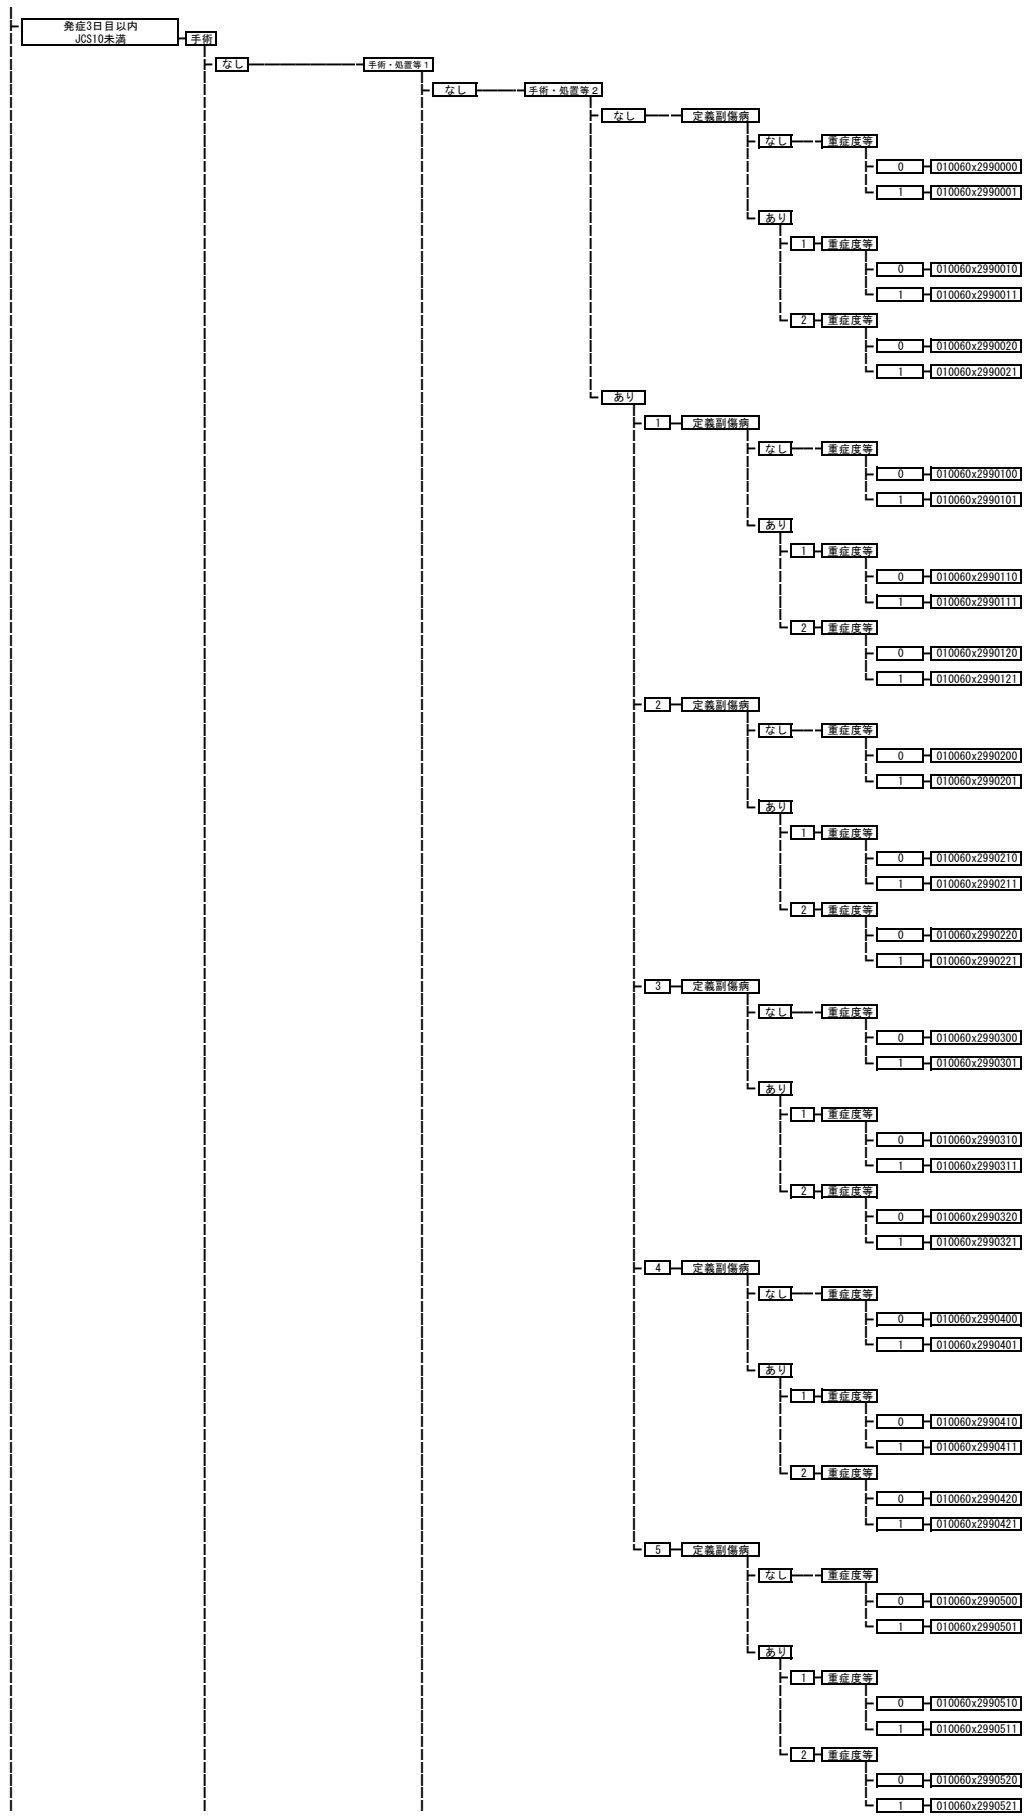 発症3日目以内
JCS10未満
手術
なし 手術・処置等1
なし 手術・処置等2
なし 定義副傷病
なし 重症度等
0 010060x2990000
1 010060x2990001
あり
1 重症度等
0 010060x2990010
1 010060x2990011
2 重症度等
0 010060x2990020
1 010060x2990021
あり
1 定義副傷病
なし 重症度等
0 010060x2990100
1 010060x2990101
あり
1 重症度等
0 010060x2990110
1 010060x2990111
2 重症度等
0 010060x2990120
1 010060x2990121
2 定義副傷病
なし 重症度等
0 010060x2990200
1 010060x2990201
あり
1 重症度等
0 010060x2990210
1 010060x2990211
2 重症度等
0 010060x2990220
1 010060x2990221
3 定義副傷病
なし 重症度等
0 010060x2990300
1 010060x2990301
あり
1 重症度等
0 010060x2990310
1 010060x2990311
2 重症度等
0 010060x2990320
1 010060x2990321
4 定義副傷病
なし 重症度等
0 010060x2990400
1 010060x2990401
あり
1 重症度等
0 010060x2990410
1 010060x2990411
2 重症度等
0 010060x2990420
1 010060x2990421
5 定義副傷病
なし 重症度等
0 010060x2990500
1 010060x2990501
あり
1 重症度等
0 010060x2990510
1 010060x2990511
2 重症度等
0 010060x2990520
1 010060x2990521